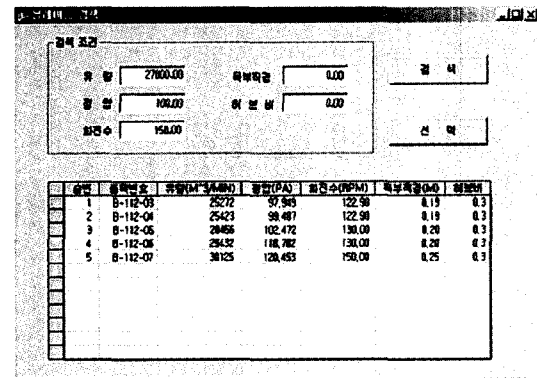 검색 조건
유 량 27000.00 외부직경 0.00 검 색
정 압 100.00 허 브 비 0.00
회전수 150.00 선 택
순번 풍력번호 유량(M^3/MIN) 정압(PA) 회전수(RPM) 외부직경(M) 허브비
1 B-112-03 25272 97,949 122,98 0,19 0.3
2 B-112-04 25423 99,487 122,98 0,19 0.3
3 B-112-05 28456 102,472 130,00 0,20 0.3
4 B-112-06 29432 118,782 130,00 0,20 0.3
5 B-112-07 30125 120,453 150,00 0,25 0.3